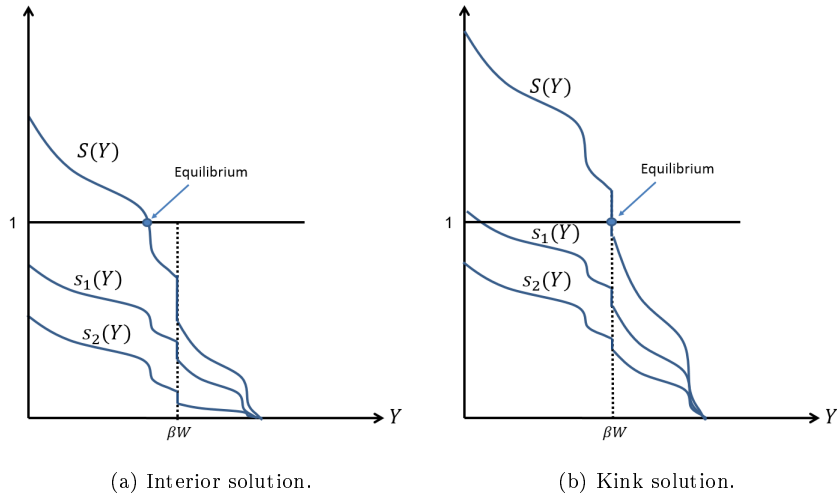 S(Y)
Equilibrium
1
s₁(Y)
s₂(Y)
βW
Y
(a) Interior solution.
S(Y)
Equilibrium
1
s₁(Y)
s₂(Y)
βW
Y
(b) Kink solution.